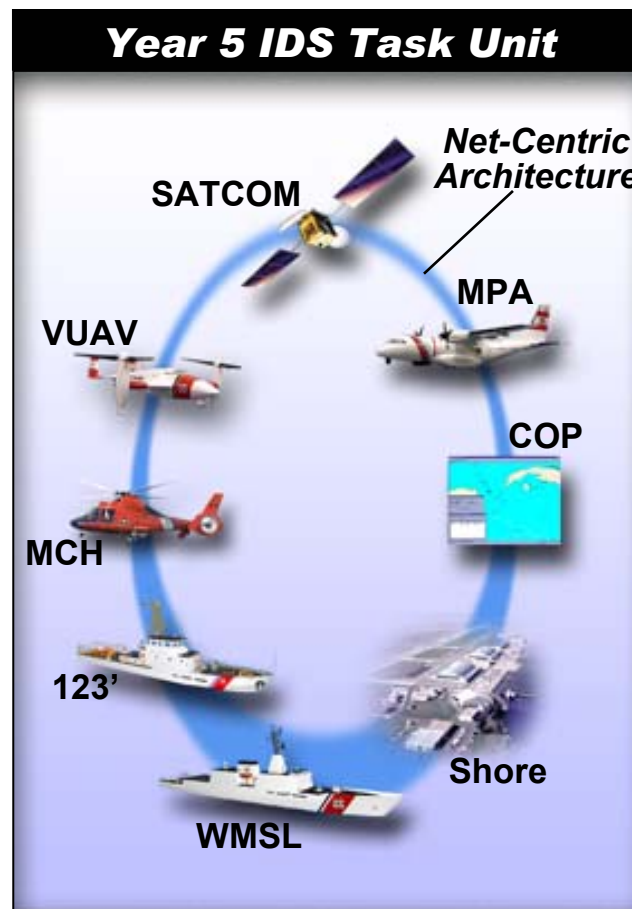 Year 5 IDS Task Unit
Net-Centric
Architecture
SATCOM
MPA
VUAV
COP
MCH
123’
Shore
WMSL